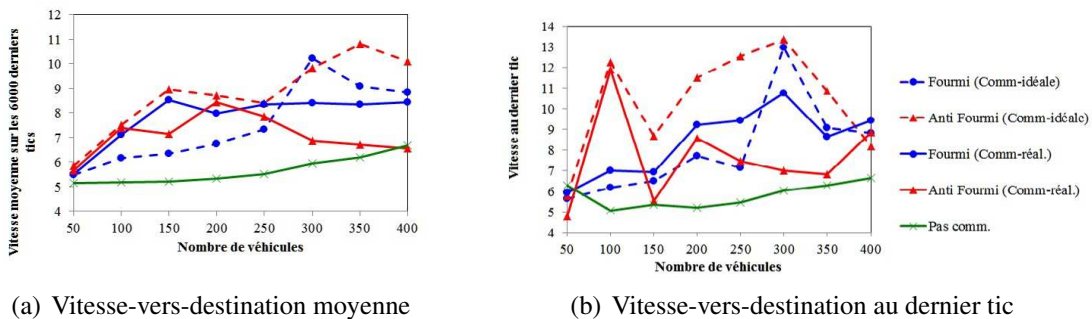 12
11
10
9
8
7
6
5
4
Vitesse moyenne sur les 6000 derniers
tics
50 100 150 200 250 300 350 400
Nombre de véhicules
14
13
12
11
10
9
8
7
6
5
4
Vitesse au dernier tic
50 100 150 200 250 300 350 400
Nombre de véhicules
Fourmi (Comm-idéale)
Anti Fourmi (Comm-idéale)
Fourmi (Comm-réal.)
Anti Fourmi (Comm-réal.)
Pas comm.
(a) Vitesse-vers-destination moyenne
(b) Vitesse-vers-destination au dernier tic